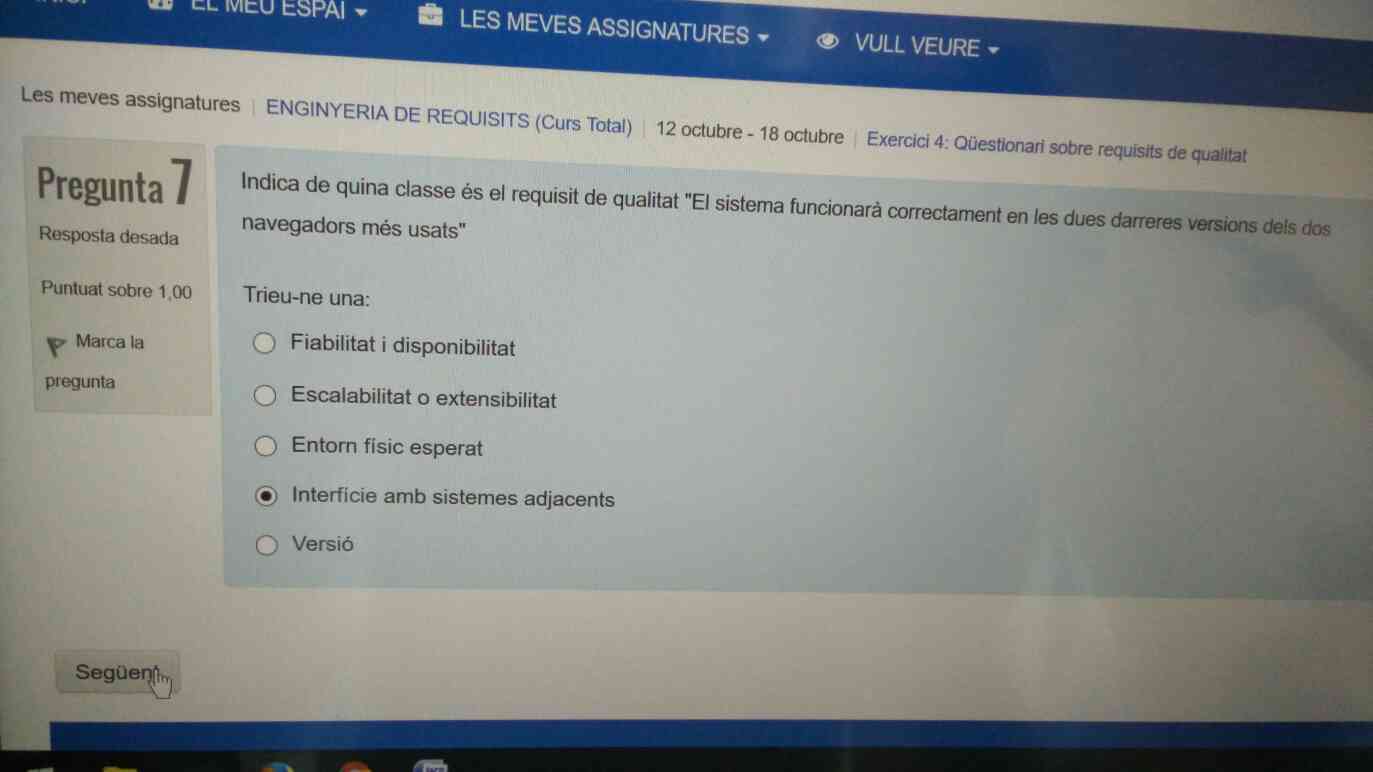 EL MEU ESPAI
LES MEVES ASSIGNATURES
VULL VEURE
Les meves assignatures | ENGINYERIA DE REQUISITS (Curs Total) | 12 octubre - 18 octubre | Exercici 4: Qüestionari sobre requisits de qualitat
Pregunta 7
Resposta desada
Puntuat sobre 1,00
Marca la
pregunta
Indica de quina classe és el requisit de qualitat "El sistema funcionarà correctament en les dues darreres versions dels dos
navegadors més usats"
Trieu-ne una:
Fiabilitat i disponibilitat
Escalabilitat o extensibilitat
Entorn físic esperat
Interfície amb sistemes adjacents
Versió
Següent